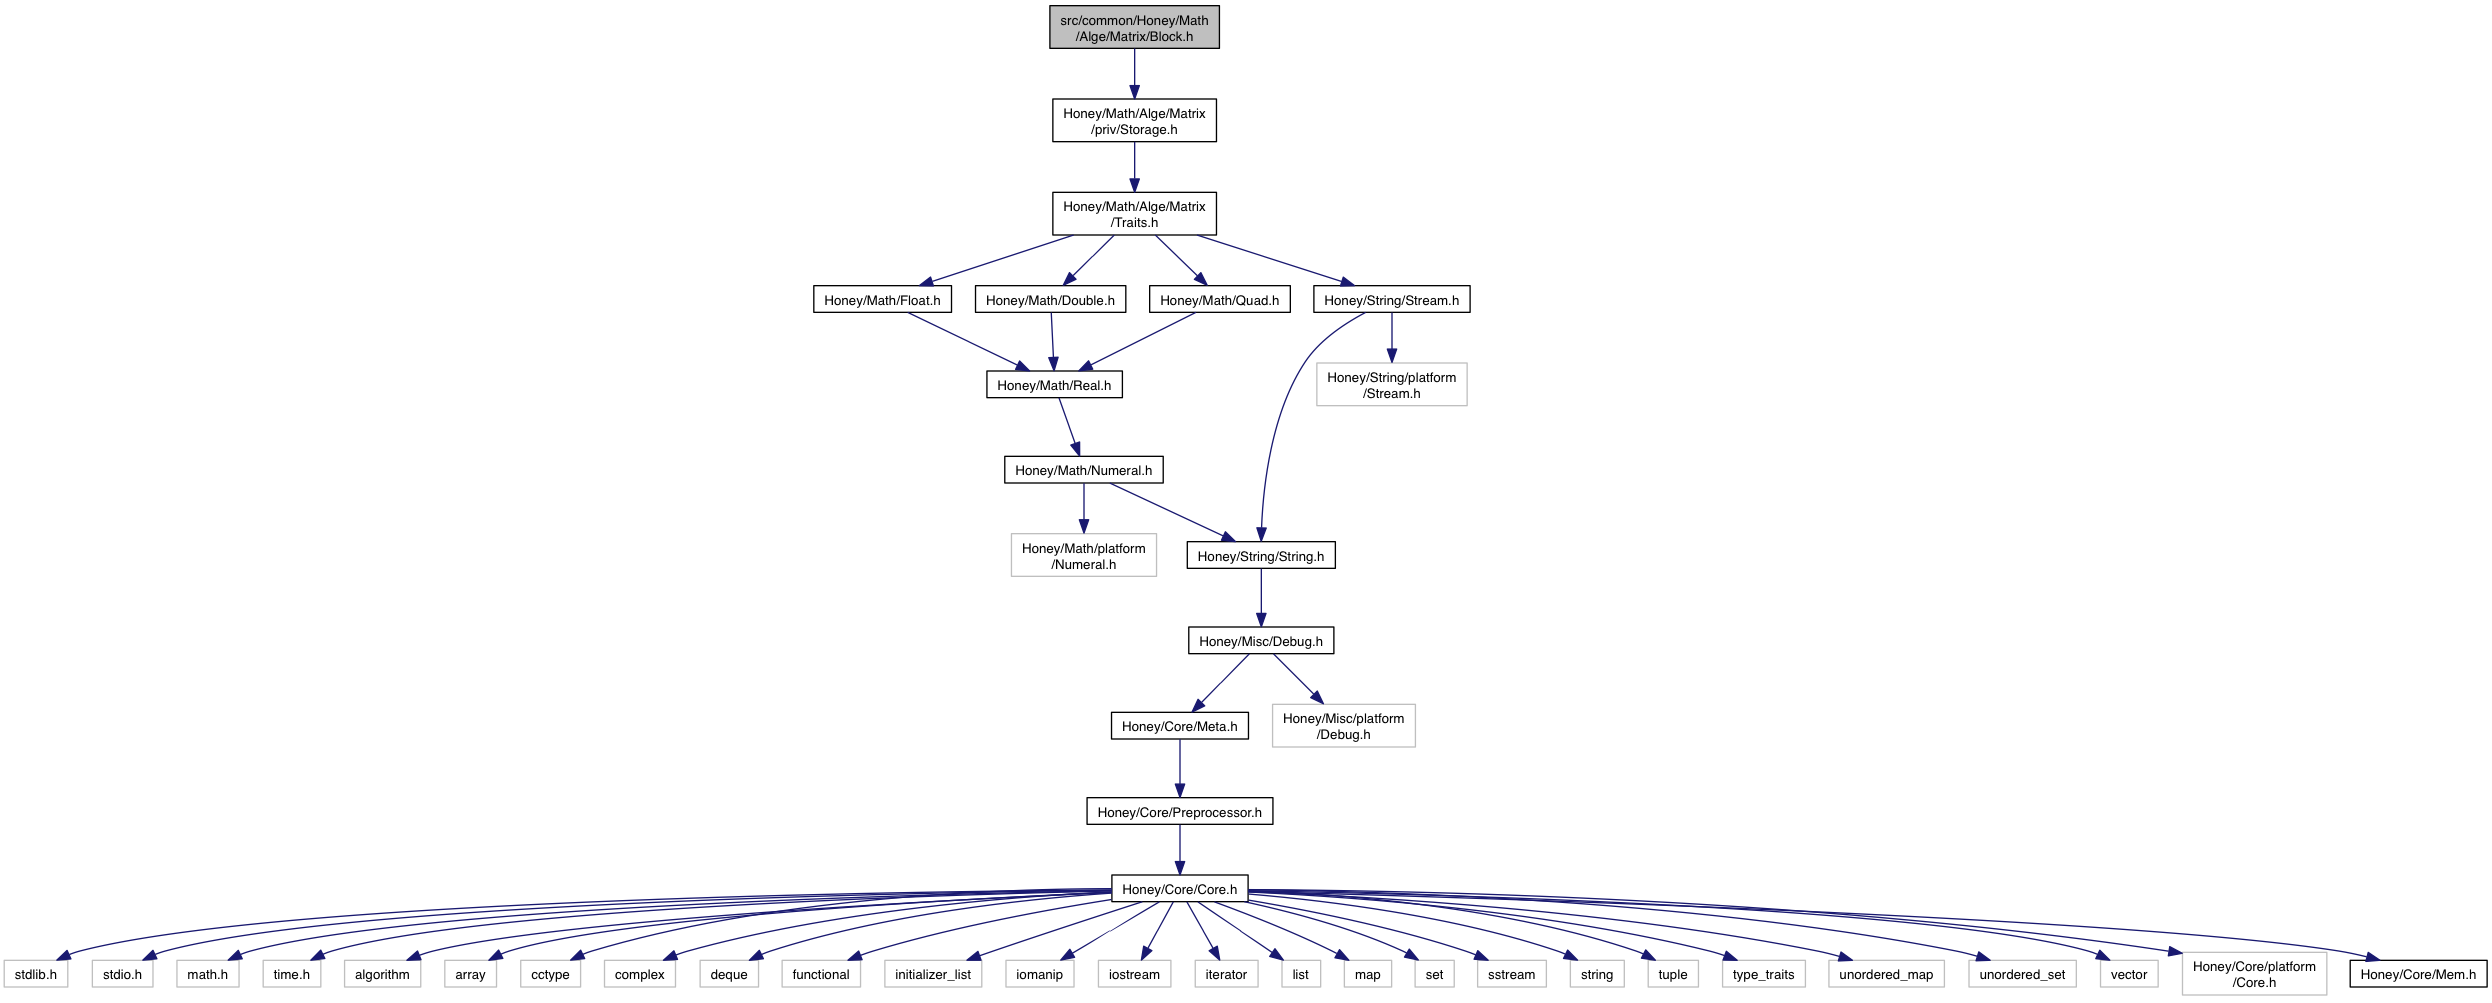 src/common/Honey/Math
/Alge/Matrix/Block.h
Honey/Math/Alge/Matrix
/priv/Storage.h
Honey/Math/Alge/Matrix
/Traits.h
Honey/Math/Float.h
Honey/Math/Double.h
Honey/Math/Quad.h
Honey/String/Stream.h
Honey/String/platform
/Stream.h
Honey/Math/Real.h
Honey/Math/Numeral.h
Honey/Math/platform
/Numeral.h
Honey/String/String.h
Honey/Misc/Debug.h
Honey/Core/Meta.h
Honey/Misc/platform
/Debug.h
Honey/Core/Preprocessor.h
Honey/Core/Core.h
stdlib.h
stdio.h
math.h
time.h
algorithm
array
cctype
complex
deque
functional
initializer_list
iomanip
iostream
iterator
list
map
set
sstream
string
tuple
type_traits
unordered_map
unordered_set
vector
Honey/Core/platform
/Core.h
Honey/Core/Mem.h